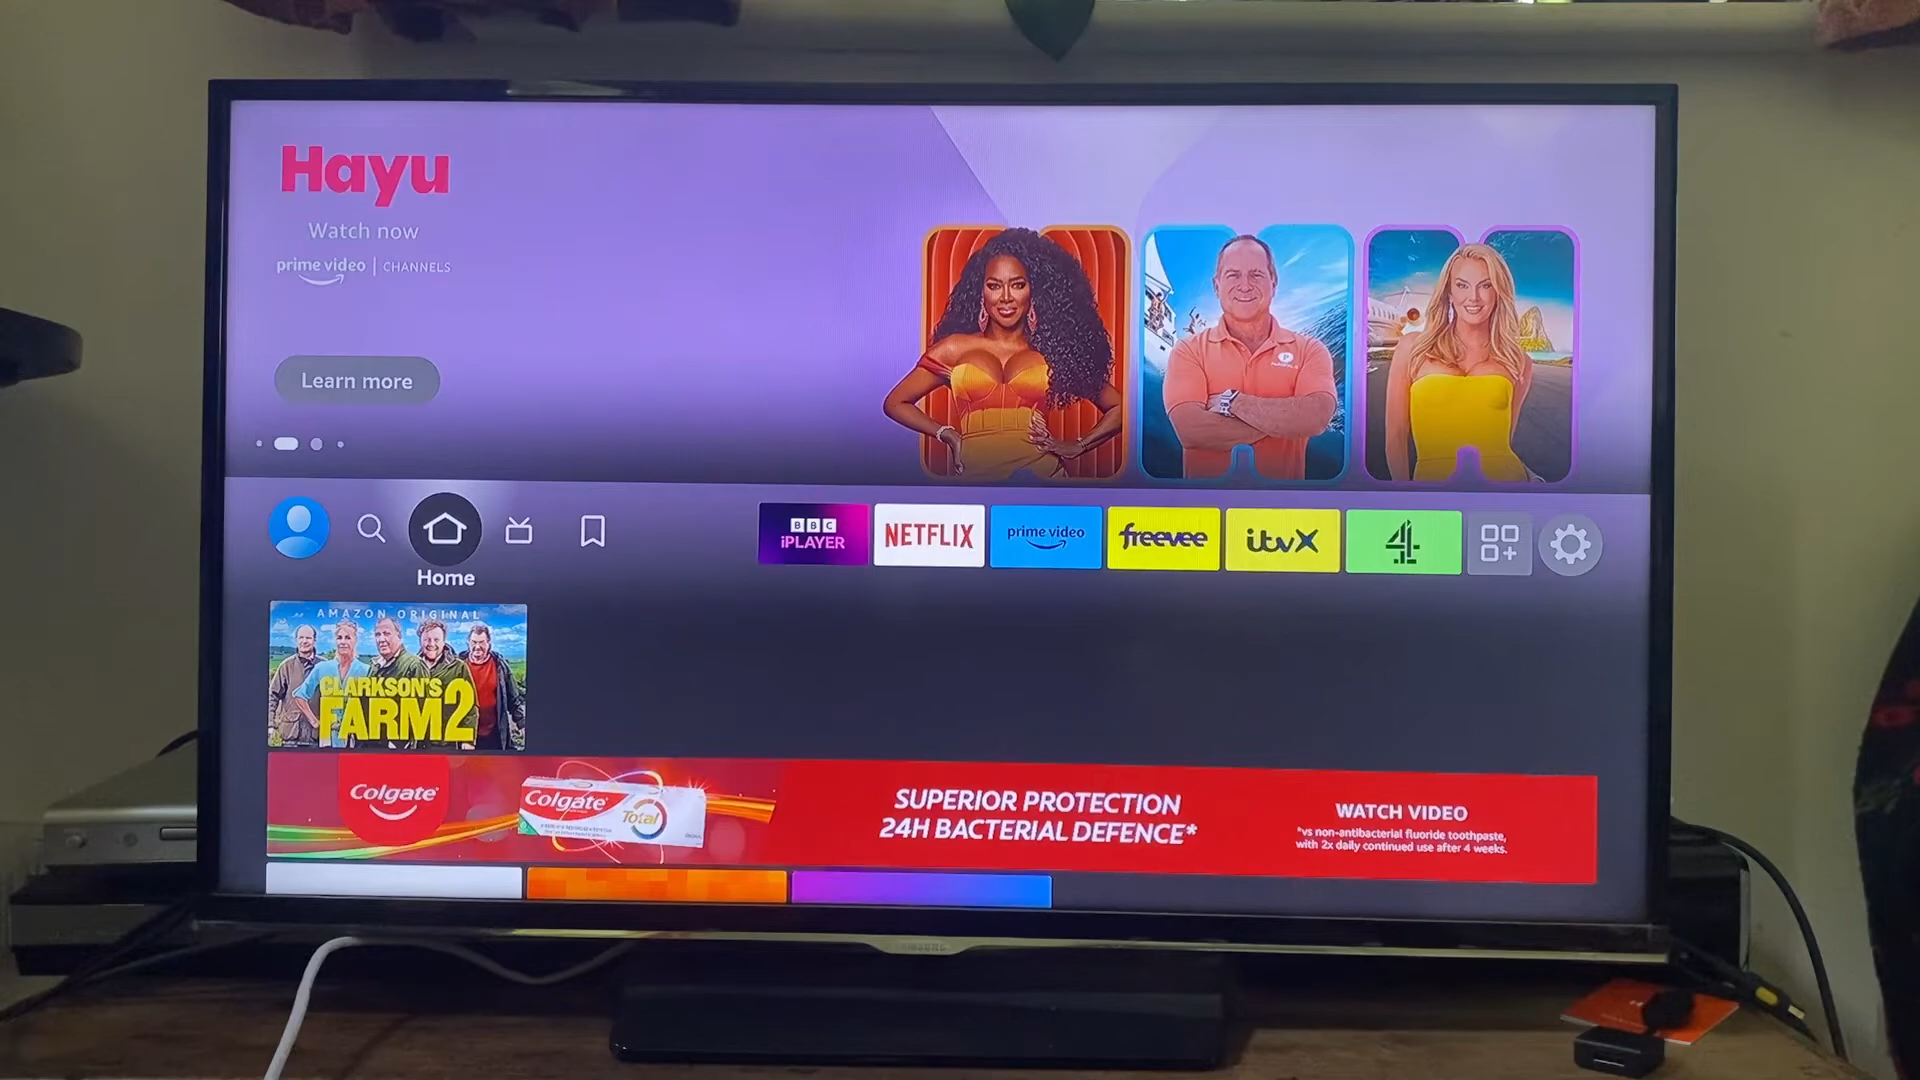 Hayu
Watch now
prime video | CHANNELS
Learn more
BBC
iPLAYER
NETFLIX
prime video
freevee
itvX
4
Home
AMAZON ORIGINAL
CLARKSON'S
FARM 2
Colgate
Colgate
Total
SUPERIOR PROTECTION
24H BACTERIAL DEFENCE*
WATCH VIDEO
*vs non-antibacterial fluoride toothpaste,
with 2x daily continued use after 4 weeks.
SAMSUNG